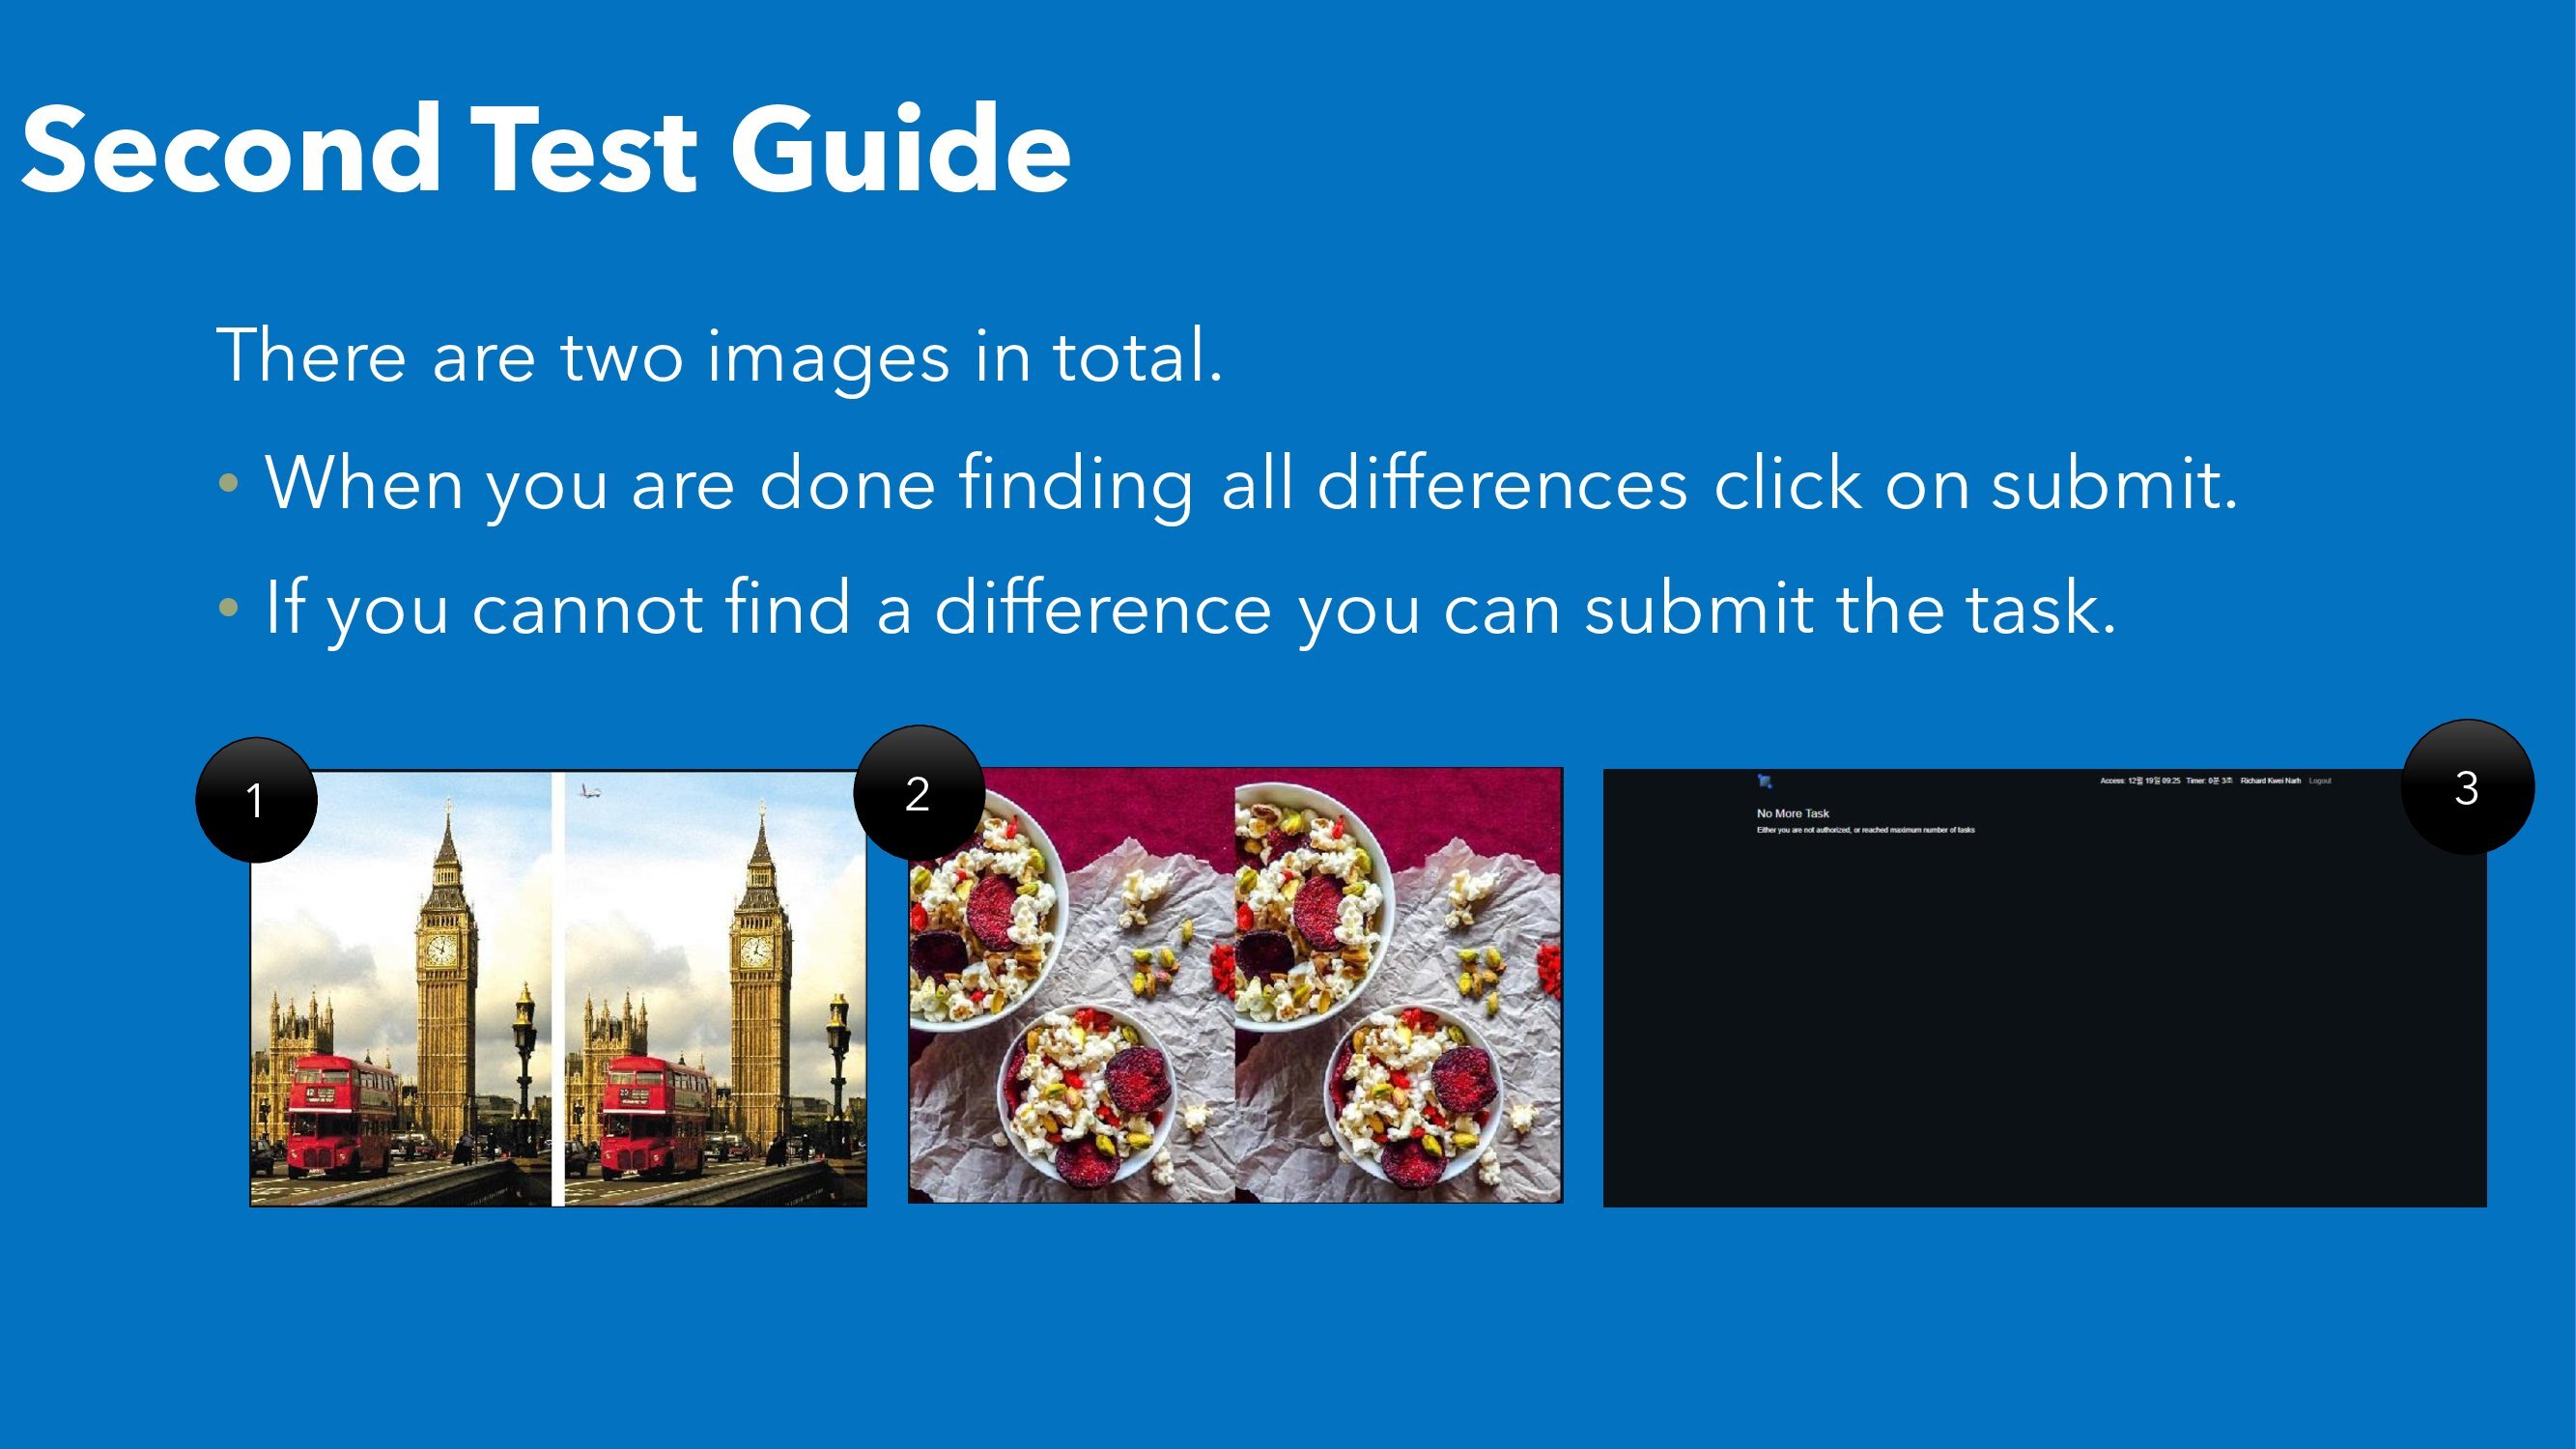 Second Test Guide
There are two images in total.
• When you are done finding all differences click on submit.
• If you cannot find a difference you can submit the task.
1
2
3
Access: 12월 19일 09:25 Timer: 0분 3초 Richard Kwei Narh Logout
No More Task
Either you are not authorized, or reached maximum number of tasks